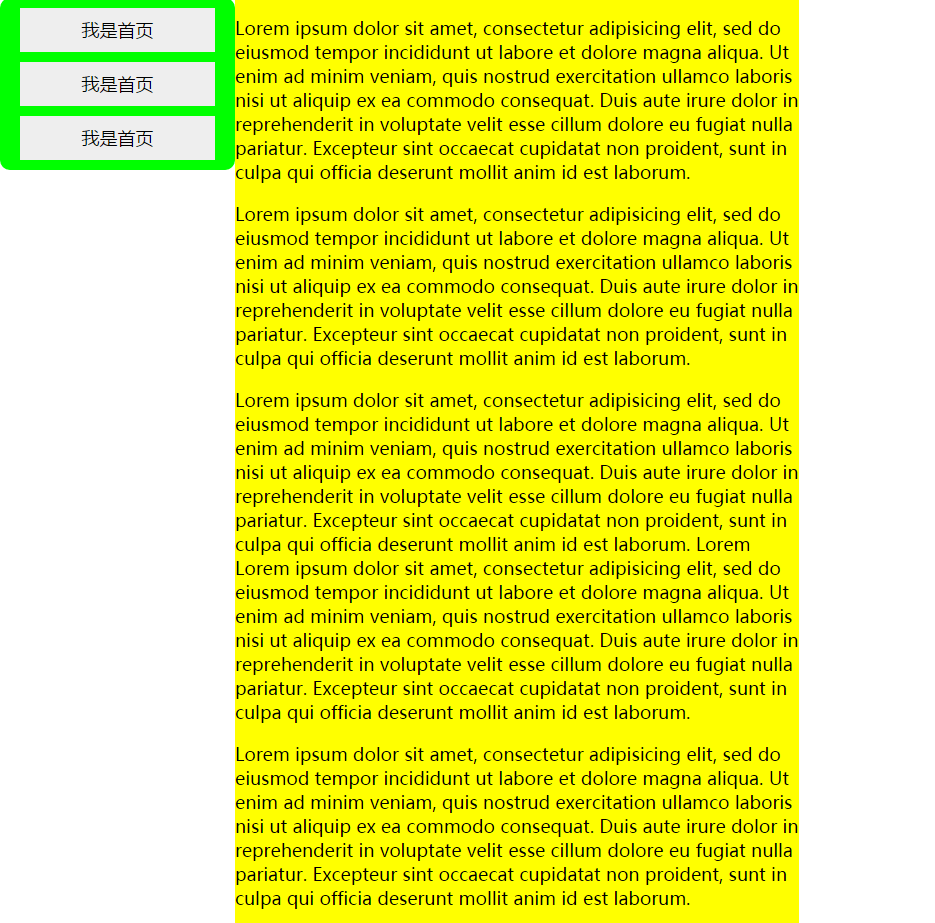 我是首页
我是首页
我是首页
Lorem ipsum dolor sit amet, consectetur adipisicing elit, sed do
eiusmod tempor incididunt ut labore et dolore magna aliqua. Ut
enim ad minim veniam, quis nostrud exercitation ullamco laboris
nisi ut aliquip ex ea commodo consequat. Duis aute irure dolor in
reprehenderit in voluptate velit esse cillum dolore eu fugiat nulla
pariatur. Excepteur sint occaecat cupidatat non proident, sunt in
culpa qui officia deserunt mollit anim id est laborum.
Lorem ipsum dolor sit amet, consectetur adipisicing elit, sed do
eiusmod tempor incididunt ut labore et dolore magna aliqua. Ut
enim ad minim veniam, quis nostrud exercitation ullamco laboris
nisi ut aliquip ex ea commodo consequat. Duis aute irure dolor in
reprehenderit in voluptate velit esse cillum dolore eu fugiat nulla
pariatur. Excepteur sint occaecat cupidatat non proident, sunt in
culpa qui officia deserunt mollit anim id est laborum.
Lorem ipsum dolor sit amet, consectetur adipisicing elit, sed do
eiusmod tempor incididunt ut labore et dolore magna aliqua. Ut
enim ad minim veniam, quis nostrud exercitation ullamco laboris
nisi ut aliquip ex ea commodo consequat. Duis aute irure dolor in
reprehenderit in voluptate velit esse cillum dolore eu fugiat nulla
pariatur. Excepteur sint occaecat cupidatat non proident, sunt in
culpa qui officia deserunt mollit anim id est laborum. Lorem
Lorem ipsum dolor sit amet, consectetur adipisicing elit, sed do
eiusmod tempor incididunt ut labore et dolore magna aliqua. Ut
enim ad minim veniam, quis nostrud exercitation ullamco laboris
nisi ut aliquip ex ea commodo consequat. Duis aute irure dolor in
reprehenderit in voluptate velit esse cillum dolore eu fugiat nulla
pariatur. Excepteur sint occaecat cupidatat non proident, sunt in
culpa qui officia deserunt mollit anim id est laborum.
Lorem ipsum dolor sit amet, consectetur adipisicing elit, sed do
eiusmod tempor incididunt ut labore et dolore magna aliqua. Ut
enim ad minim veniam, quis nostrud exercitation ullamco laboris
nisi ut aliquip ex ea commodo consequat. Duis aute irure dolor in
reprehenderit in voluptate velit esse cillum dolore eu fugiat nulla
pariatur. Excepteur sint occaecat cupidatat non proident, sunt in
culpa qui officia deserunt mollit anim id est laborum.